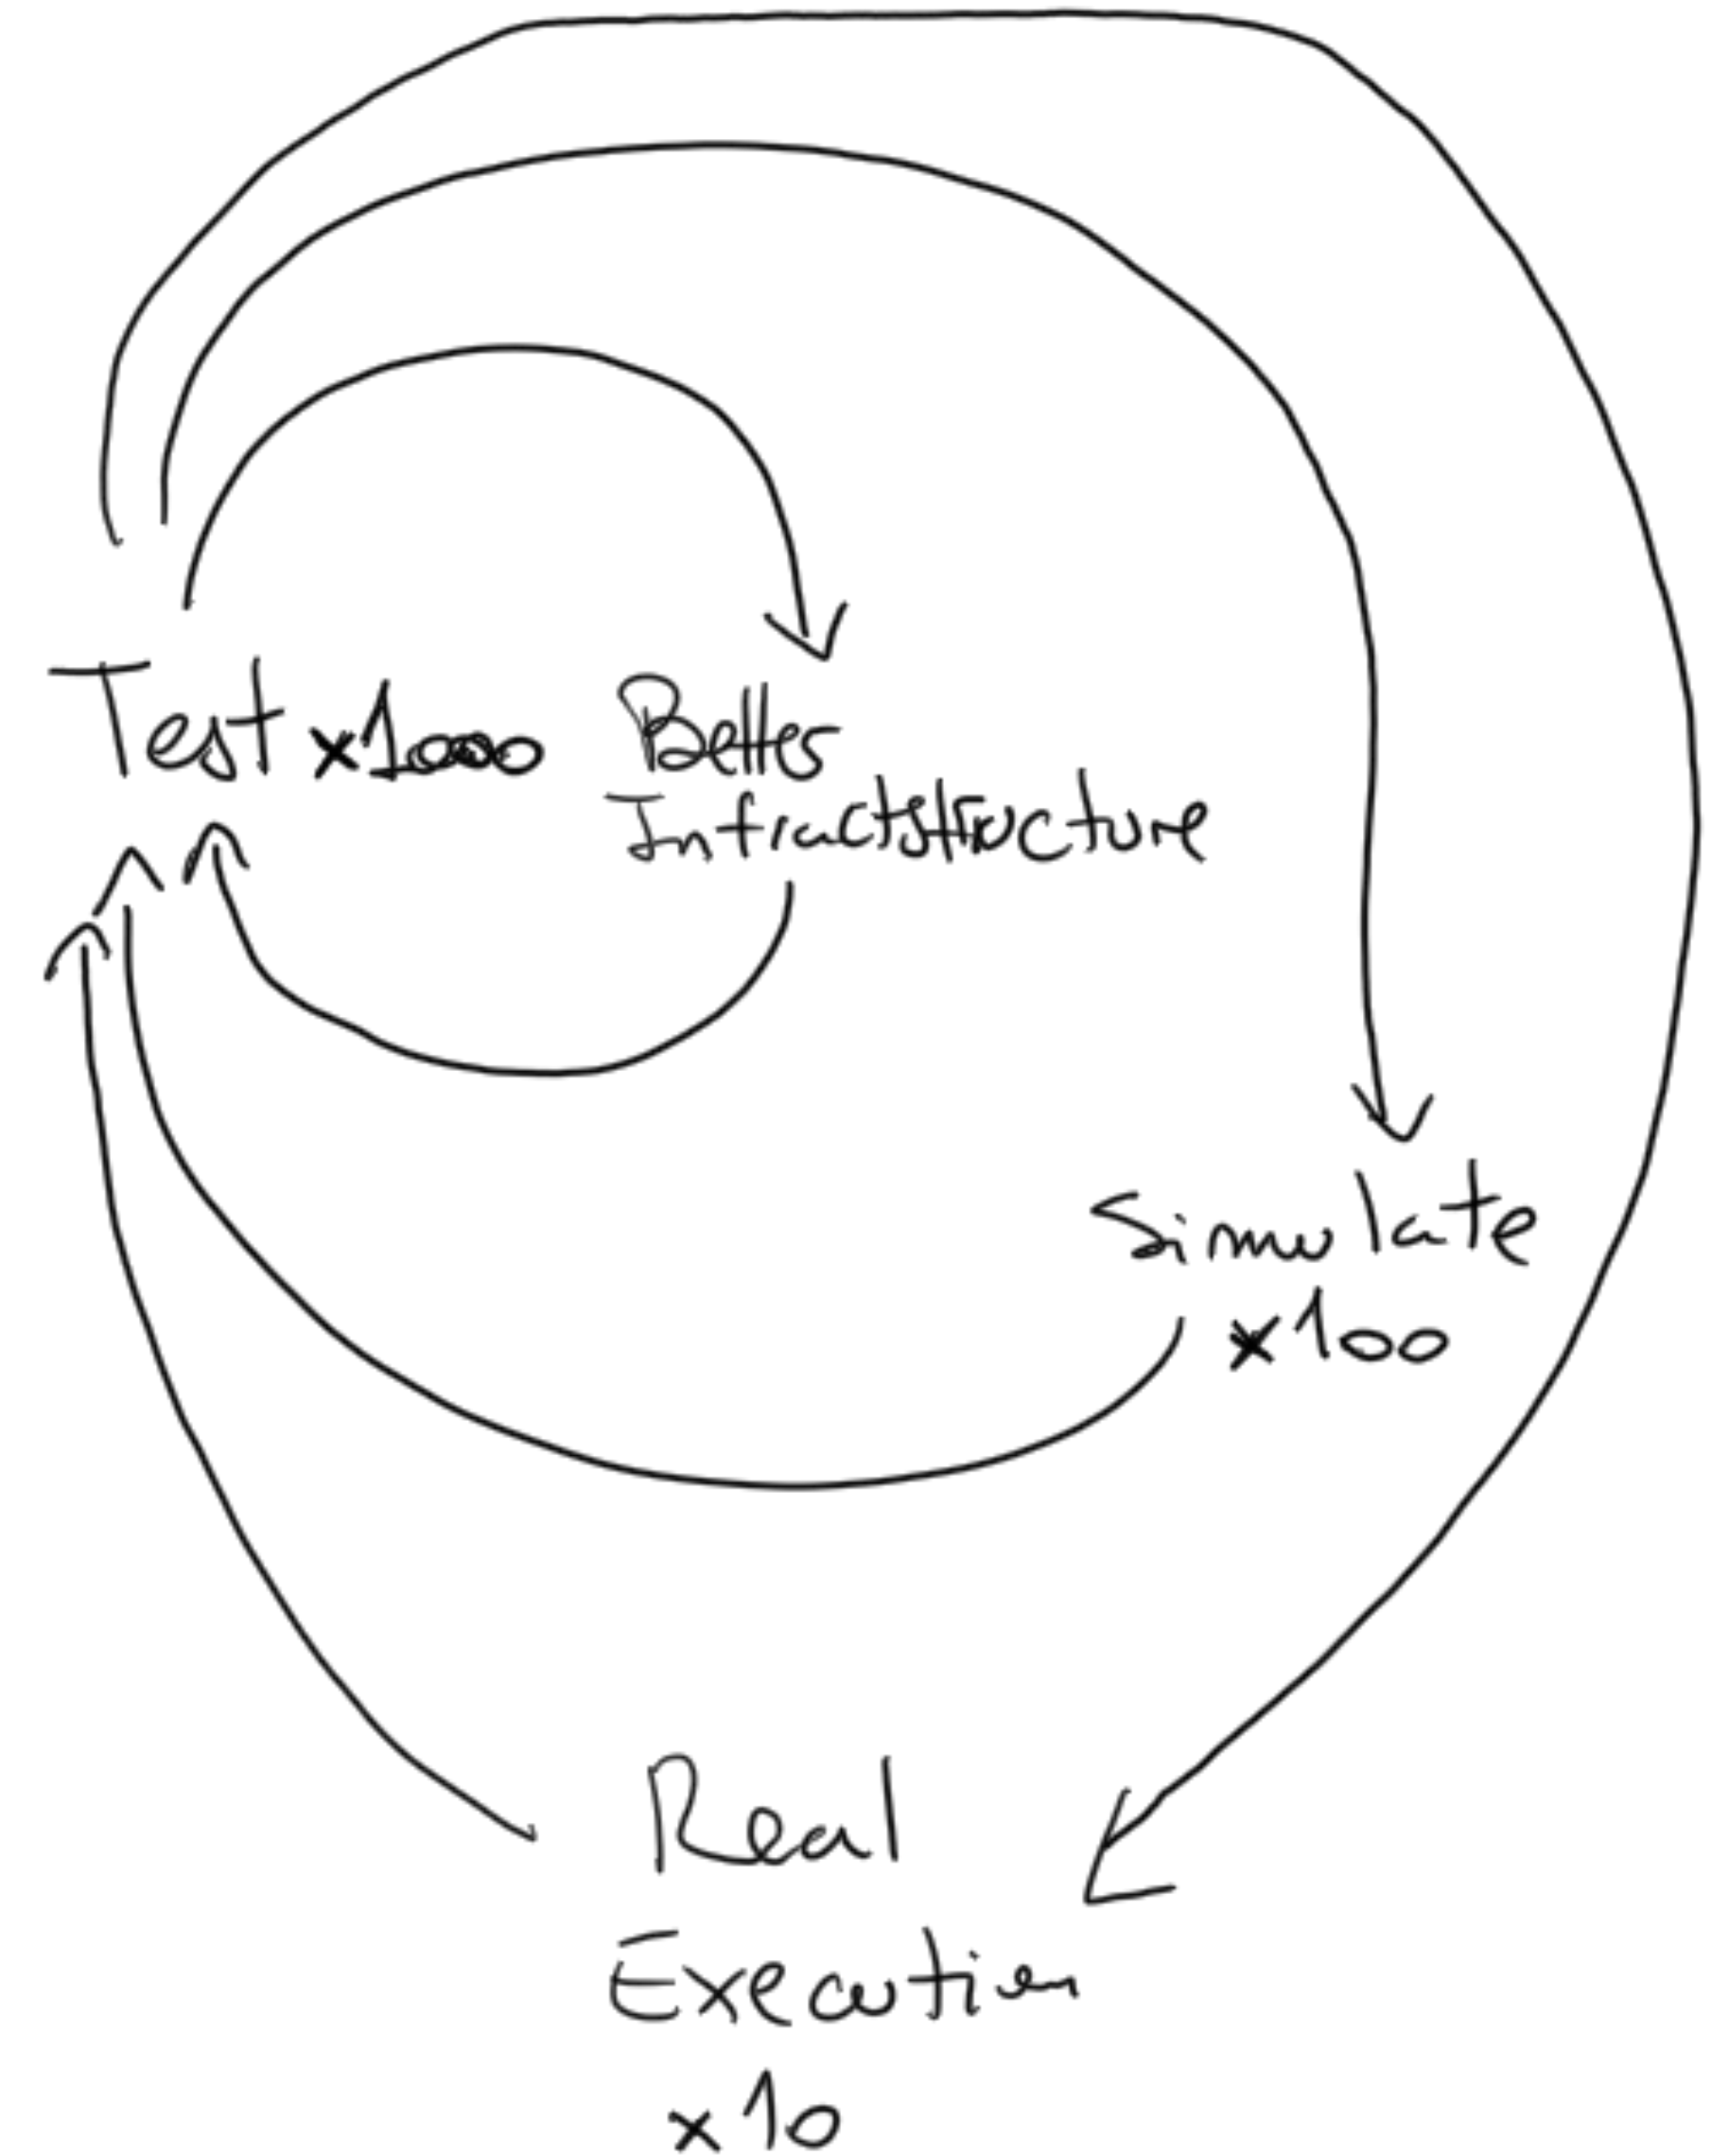 Test x1000
Better
Infractstructure
Simulate
x100
Real
Execution
x10